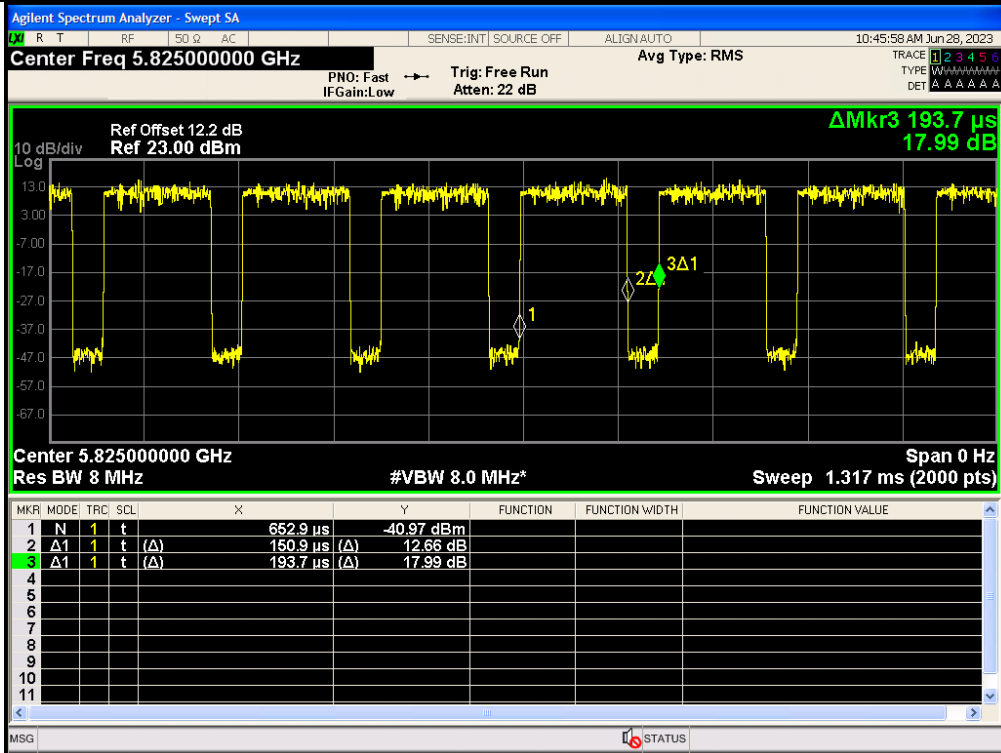 Agilent Spectrum Analyzer - Swept SA
LXI R T RF 50 Ω AC SENSE:INT SOURCE OFF ALIGN AUTO 10:45:58 AM Jun 28, 2023
Center Freq 5.825000000 GHz Avg Type: RMS TRACE 1 2 3 4 5 6
PNO: Fast Trig: Free Run TYPE W W W W W W
IFGain:Low Atten: 22 dB DET A A A A A A
ΔMkr3 193.7 µs
17.99 dB
Ref Offset 12.2 dB
10 dB/div Ref 23.00 dBm
Log
13.0
3.00
-7.00
-17.0
-27.0
-37.0
-47.0
-57.0
-67.0
1
2Δ
3Δ1
Center 5.825000000 GHz Span 0 Hz
Res BW 8 MHz #VBW 8.0 MHz* Sweep 1.317 ms (2000 pts)
MKR MODE TRC SCL X Y FUNCTION FUNCTION WIDTH FUNCTION VALUE
1 N 1 t 652.9 µs -40.97 dBm
2 Δ1 1 t (Δ) 150.9 µs (Δ) 12.66 dB
3 Δ1 1 t (Δ) 193.7 µs (Δ) 17.99 dB
4
5
6
7
8
9
10
11
MSG STATUS